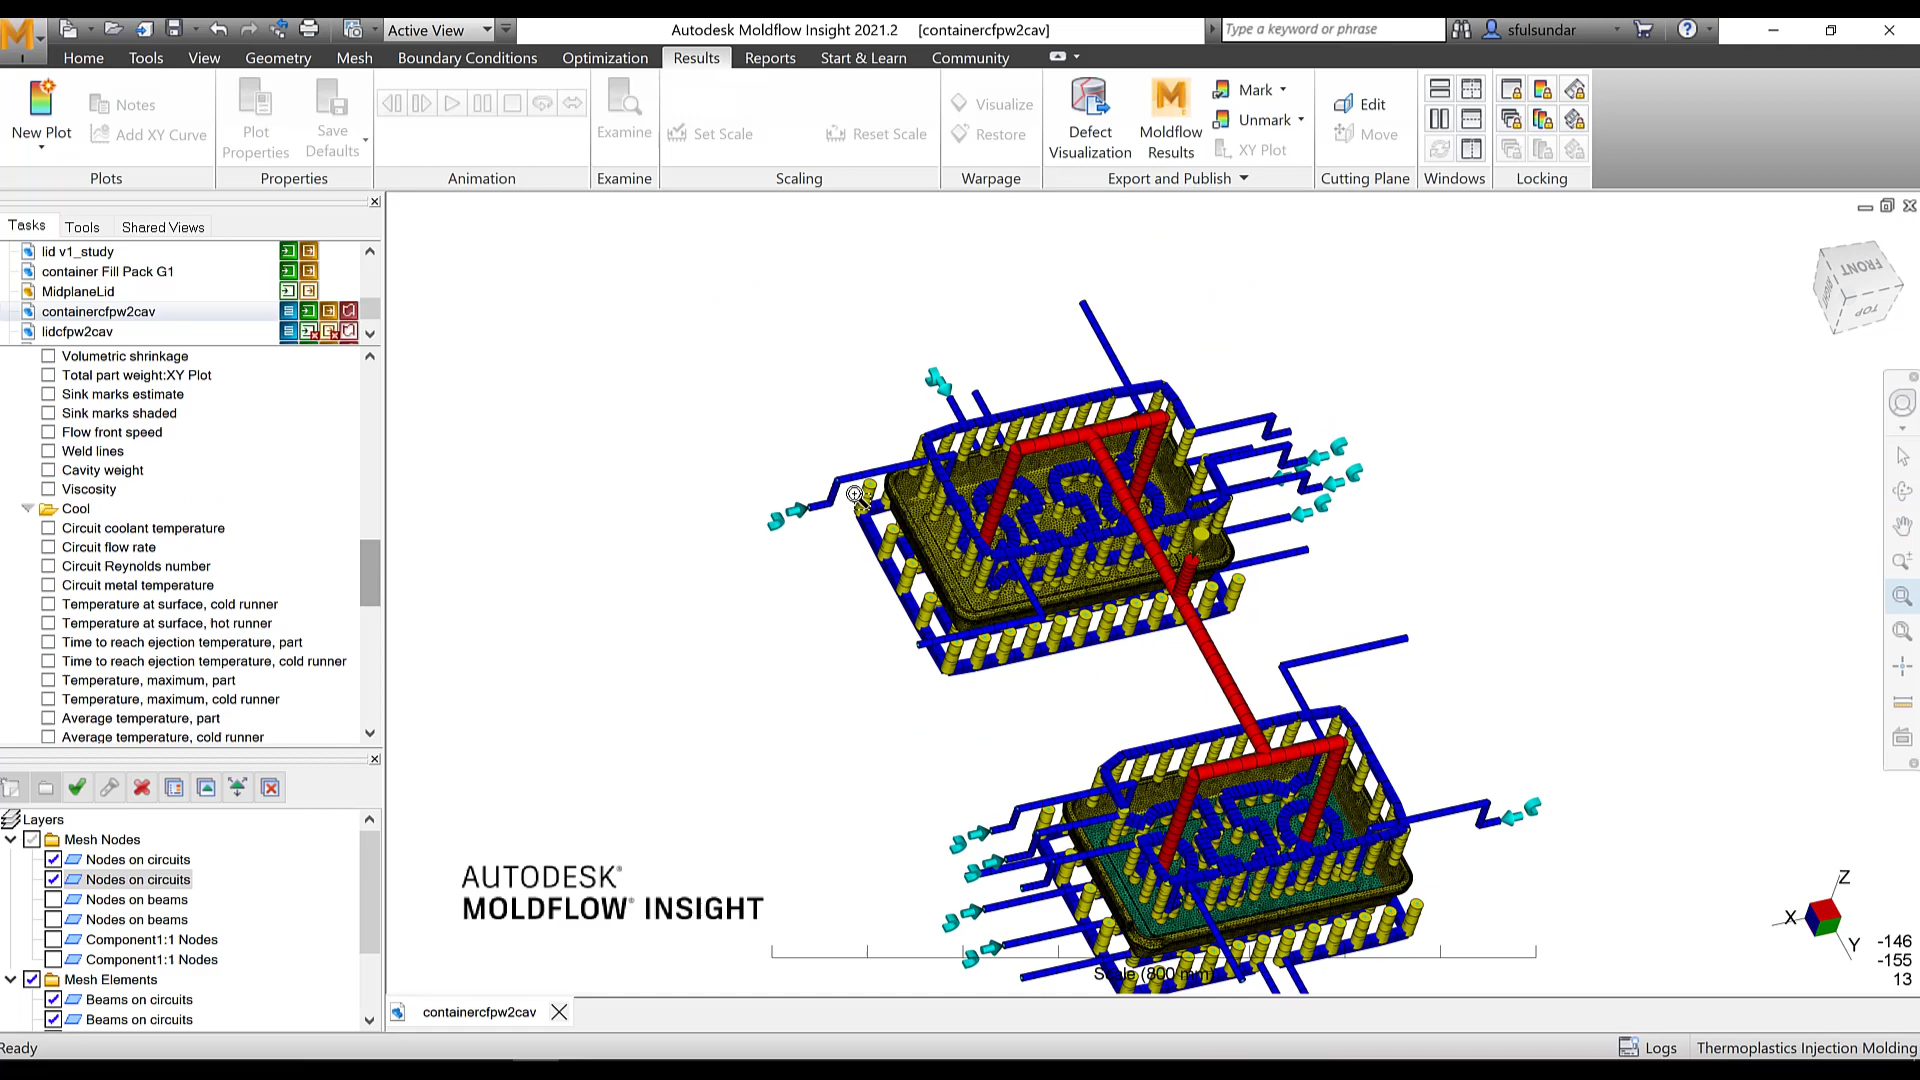 Active View
Autodesk Moldflow Insight 2021.2 [containercfpw2cav]
Type a keyword or phrase
sfulsundar
Home Tools View Geometry Mesh Boundary Conditions Optimization Results Reports Start & Learn Community
New Plot
Notes
Add XY Curve
Plots
Plot Properties
Save Defaults
Properties
Animation
Examine
Examine
Set Scale
Reset Scale
Scaling
Visualize
Restore
Warpage
Defect Visualization
Moldflow Results
Mark
Unmark
XY Plot
Export and Publish
Edit
Move
Cutting Plane
Windows
Locking
Tasks Tools Shared Views
lid v1_study
container Fill Pack G1
MidplaneLid
containercfpw2cav
lidcfpw2cav
Volumetric shrinkage
Total part weight:XY Plot
Sink marks estimate
Sink marks shaded
Flow front speed
Weld lines
Cavity weight
Viscosity
Cool
Circuit coolant temperature
Circuit flow rate
Circuit Reynolds number
Circuit metal temperature
Temperature at surface, cold runner
Temperature at surface, hot runner
Time to reach ejection temperature, part
Time to reach ejection temperature, cold runner
Temperature, maximum, part
Temperature, maximum, cold runner
Average temperature, part
Average temperature, cold runner
Layers
Mesh Nodes
Nodes on circuits
Nodes on circuits
Nodes on beams
Nodes on beams
Component1:1 Nodes
Component1:1 Nodes
Mesh Elements
Beams on circuits
Beams on circuits
FRONT
TOP
AUTODESK®
MOLDFLOW® INSIGHT
Scale (800 mm)
Z
X
Y
-146
-155
13
containercfpw2cav
Ready
Logs
Thermoplastics Injection Molding